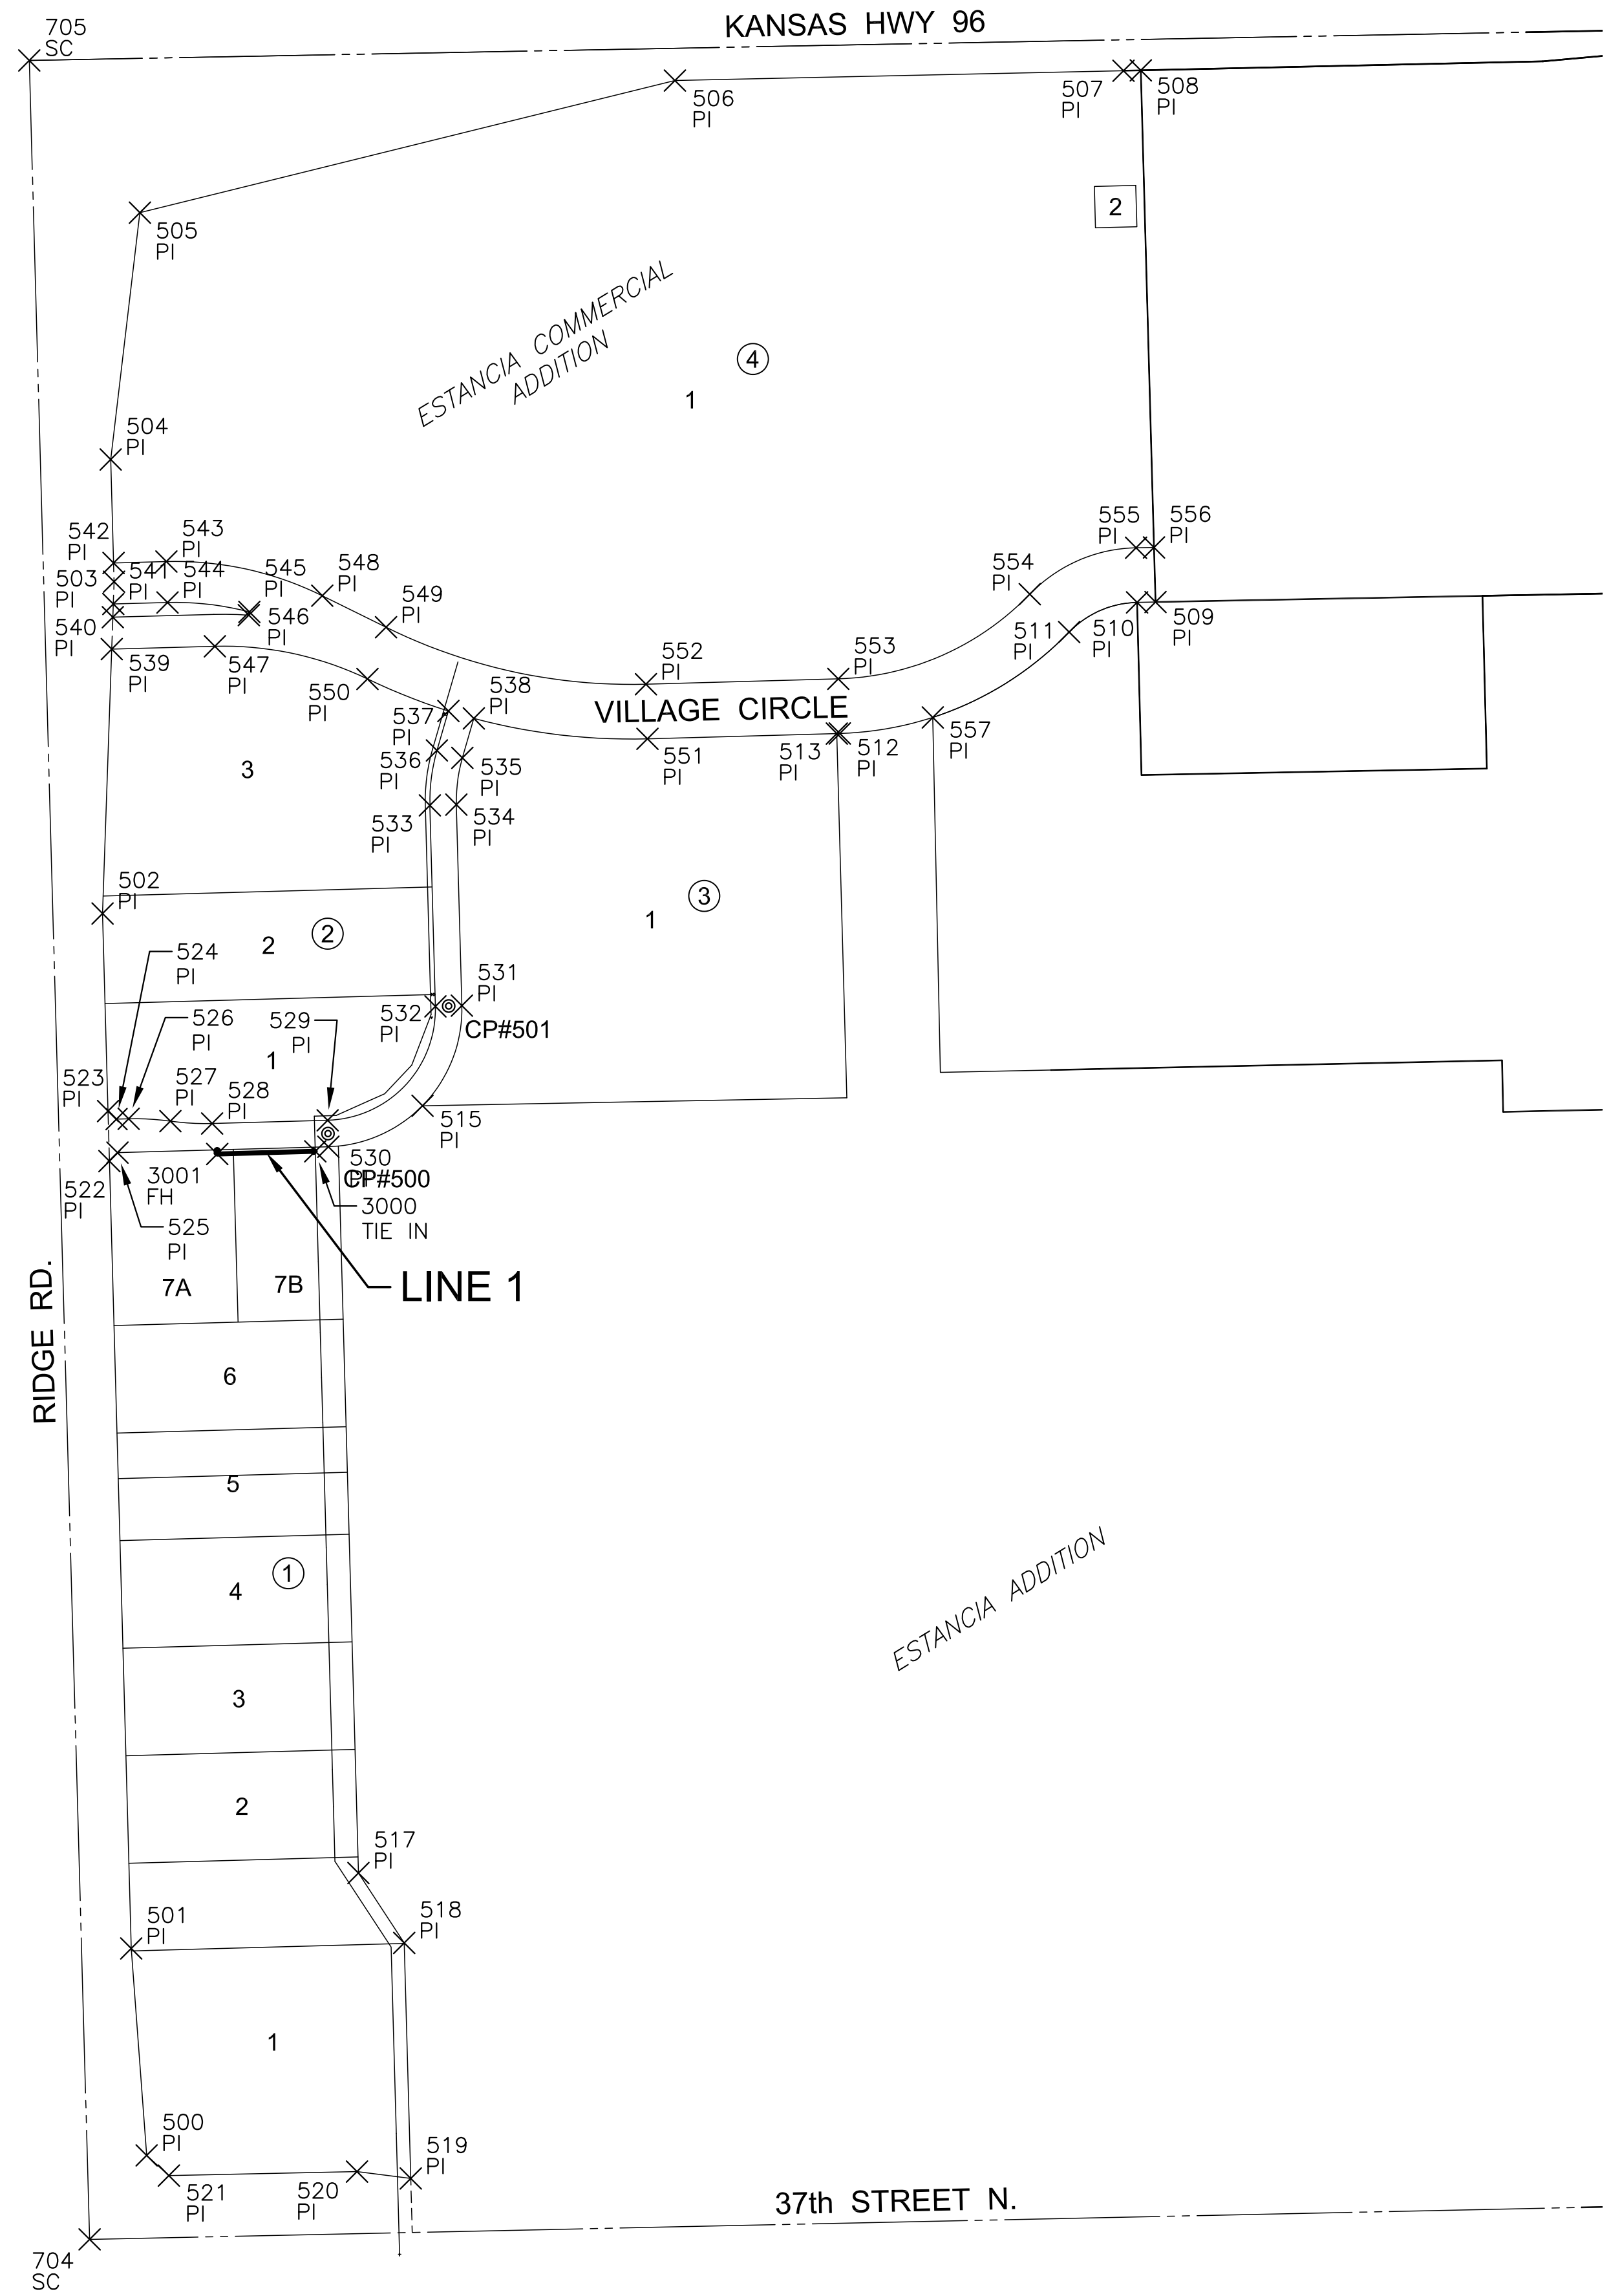 KANSAS HWY 96
705
SC
506
PI
507
PI
508
PI
2
505
PI
ESTANCIA COMMERCIAL
ADDITION
4
1
504
PI
542
PI
543
PI
503
PI
541
544
PI
545
PI
546
PI
548
PI
549
PI
540
PI
539
PI
547
PI
550
PI
552
PI
553
PI
554
PI
555
PI
556
PI
511
PI
510
PI
509
PI
VILLAGE CIRCLE
537
PI
538
PI
536
PI
535
PI
551
PI
513
PI
512
PI
557
PI
3
533
PI
534
PI
502
PI
2
2
3
1
524
PI
526
PI
529
PI
532
PI
531
PI
CP#501
1
523
PI
527
PI
528
PI
515
PI
522
PI
3001
FH
530
PI
CP#500
3000
TIE IN
525
PI
7A
7B
LINE 1
RIDGE RD.
6
5
4
1
3
2
ESTANCIA ADDITION
517
PI
518
PI
501
PI
1
500
PI
521
PI
520
PI
519
PI
37th STREET N.
704
SC